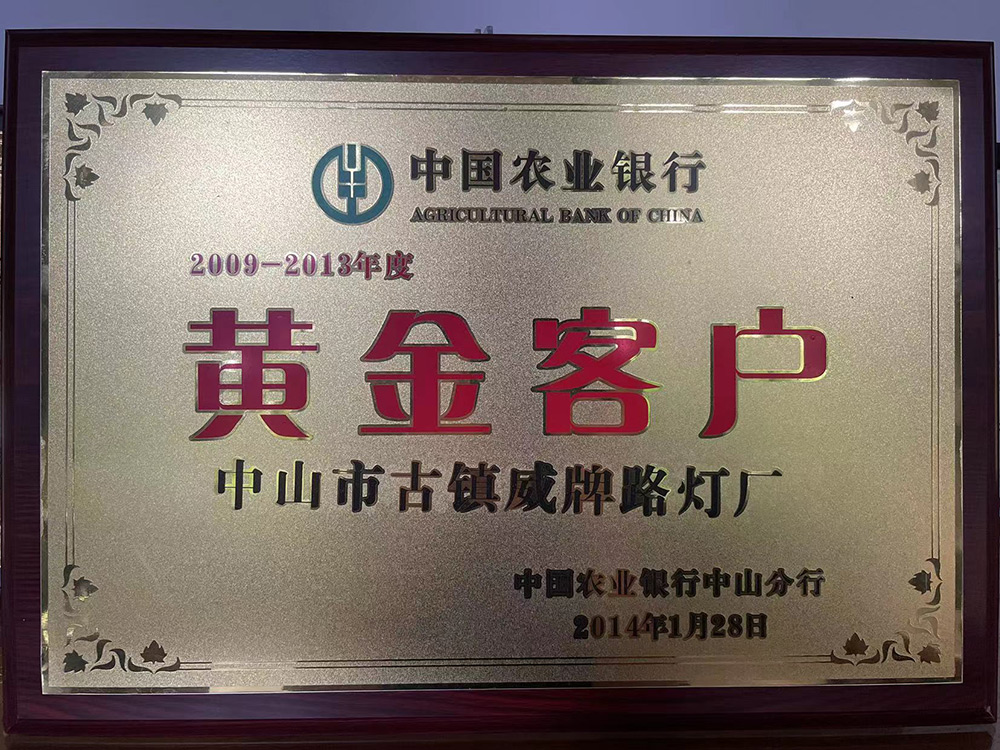 中国农业银行
AGRICULTURAL BANK OF CHINA
2009-2013年度
黄金客户
中山市古镇威牌路灯厂
中国农业银行中山分行
2014年1月28日